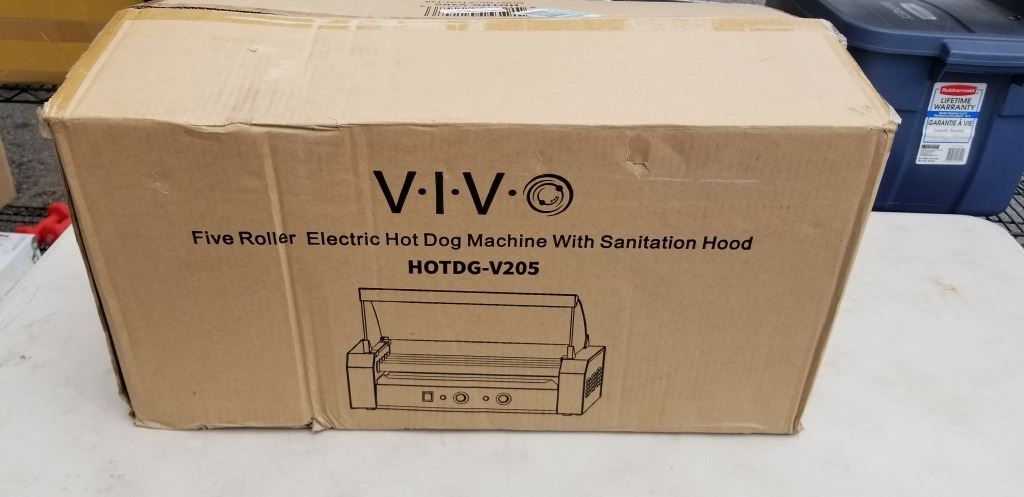 V·I·V·O
Five Roller Electric Hot Dog Machine With Sanitation Hood
HOTDG-V205
Rubbermaid
LIFETIME
WARRANTY
GARANTIE À VIE